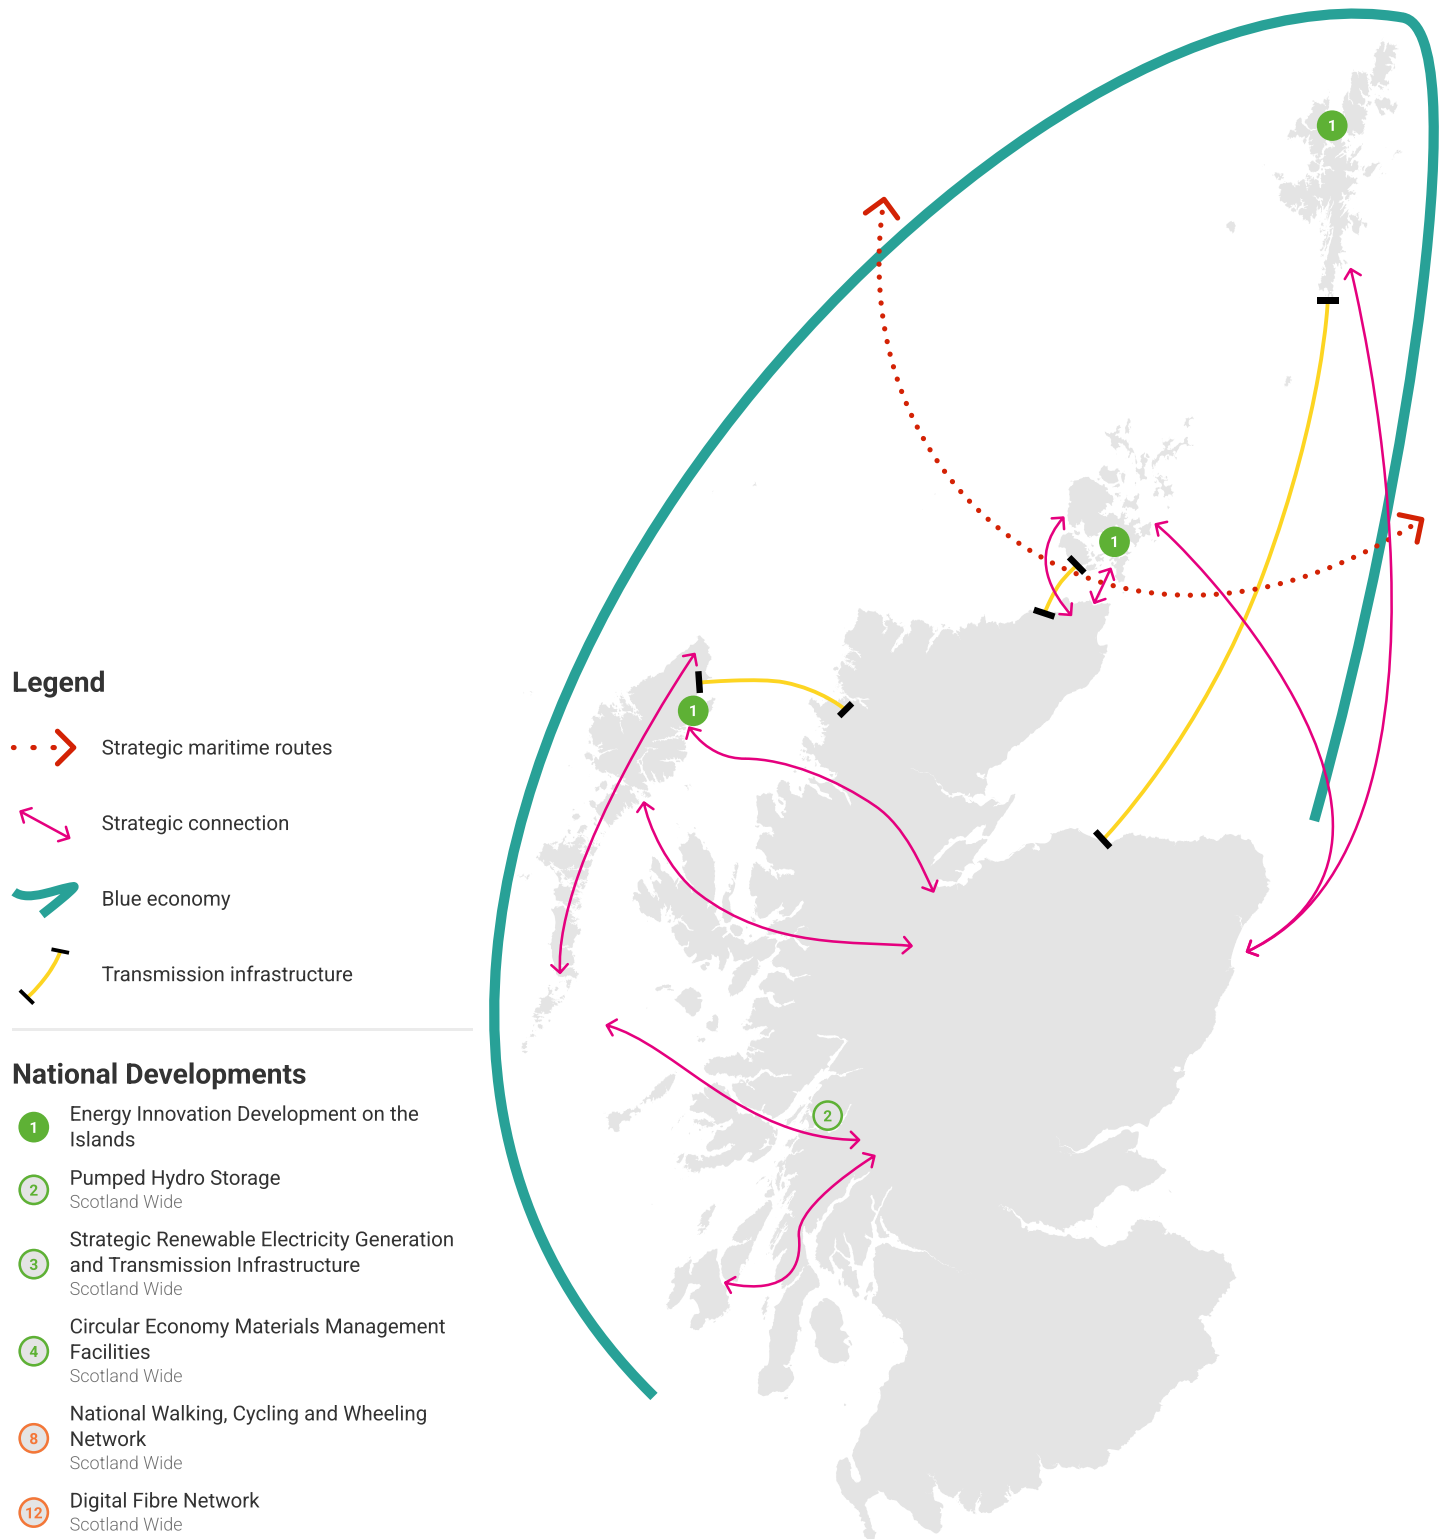 1
1
1
2
Legend
Strategic maritime routes
Strategic connection
Blue economy
Transmission infrastructure
National Developments
1 Energy Innovation Development on the
Islands
2 Pumped Hydro Storage
Scotland Wide
3 Strategic Renewable Electricity Generation
and Transmission Infrastructure
Scotland Wide
4 Circular Economy Materials Management
Facilities
Scotland Wide
8 National Walking, Cycling and Wheeling
Network
Scotland Wide
12 Digital Fibre Network
Scotland Wide